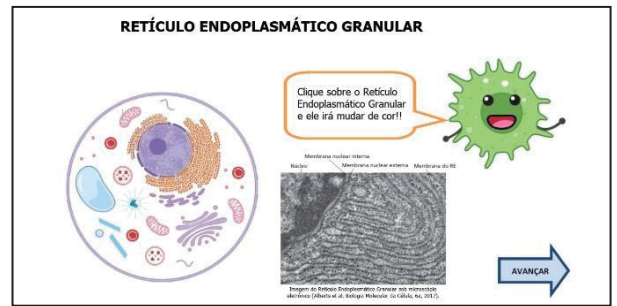 RETÍCULO ENDOPLASMÁTICO GRANULAR
Clique sobre o Retículo
Endoplasmático Granular
e ele irá mudar de cor!!
Membrana nuclear interna
Núcleo
Membrana nuclear externa
Membrana do RE
Imagem do Retículo Endoplasmático Granular sob microscópio
eletrônico (Alberts et al. Biologia Molecular da Célula, 6a, 2017).
AVANÇAR